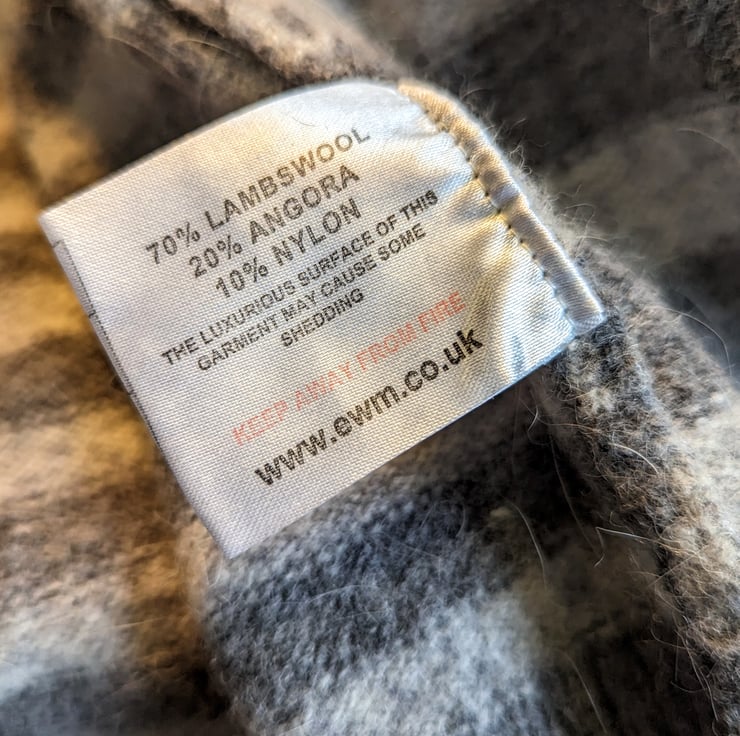 70% LAMBSWOOL
20% ANGORA
10% NYLON
THE LUXURIOUS SURFACE OF THIS
GARMENT MAY CAUSE SOME
SHEDDING
KEEP AWAY FROM FIRE
www.ewm.co.uk